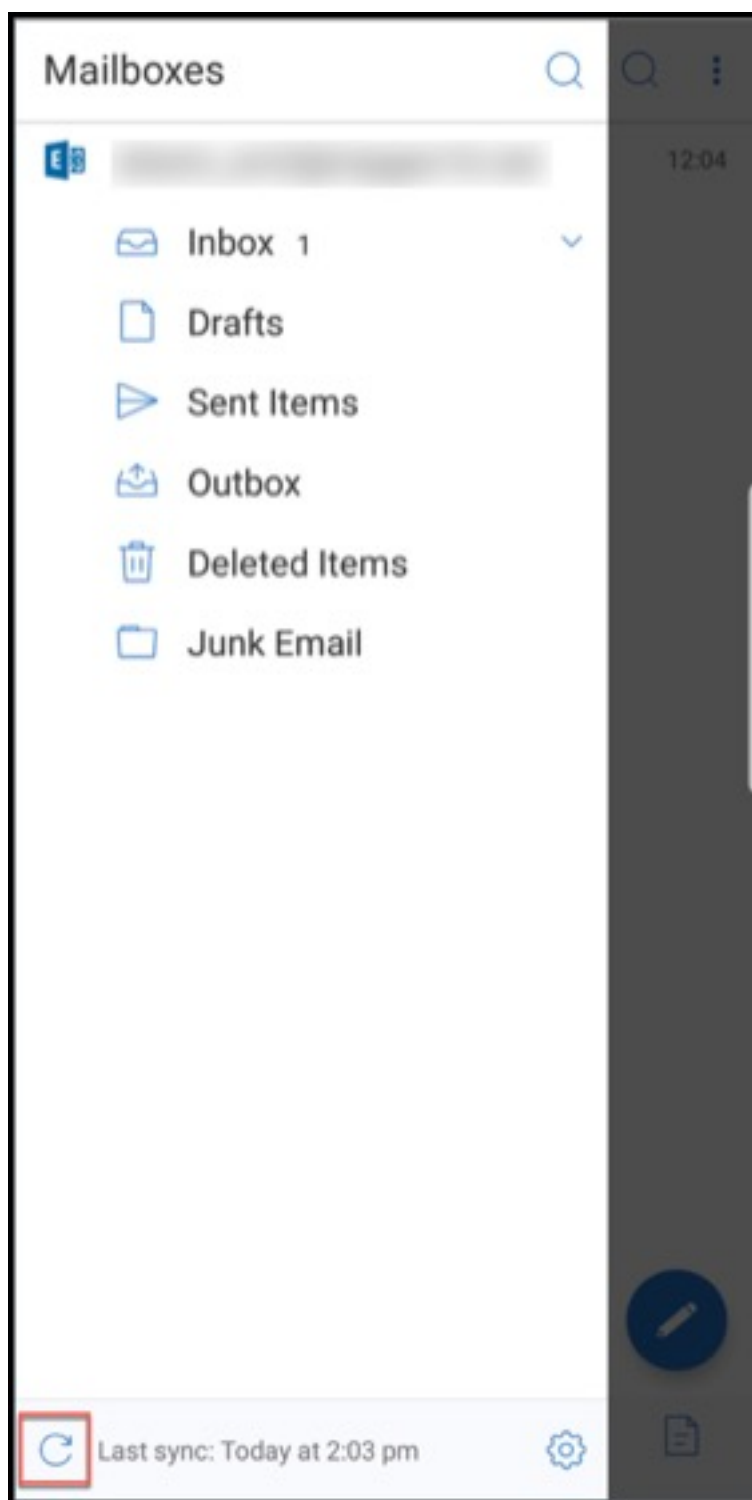 Mailboxes
12:04
Inbox 1
Drafts
Sent Items
Outbox
Deleted Items
Junk Email
Last sync: Today at 2:03 pm